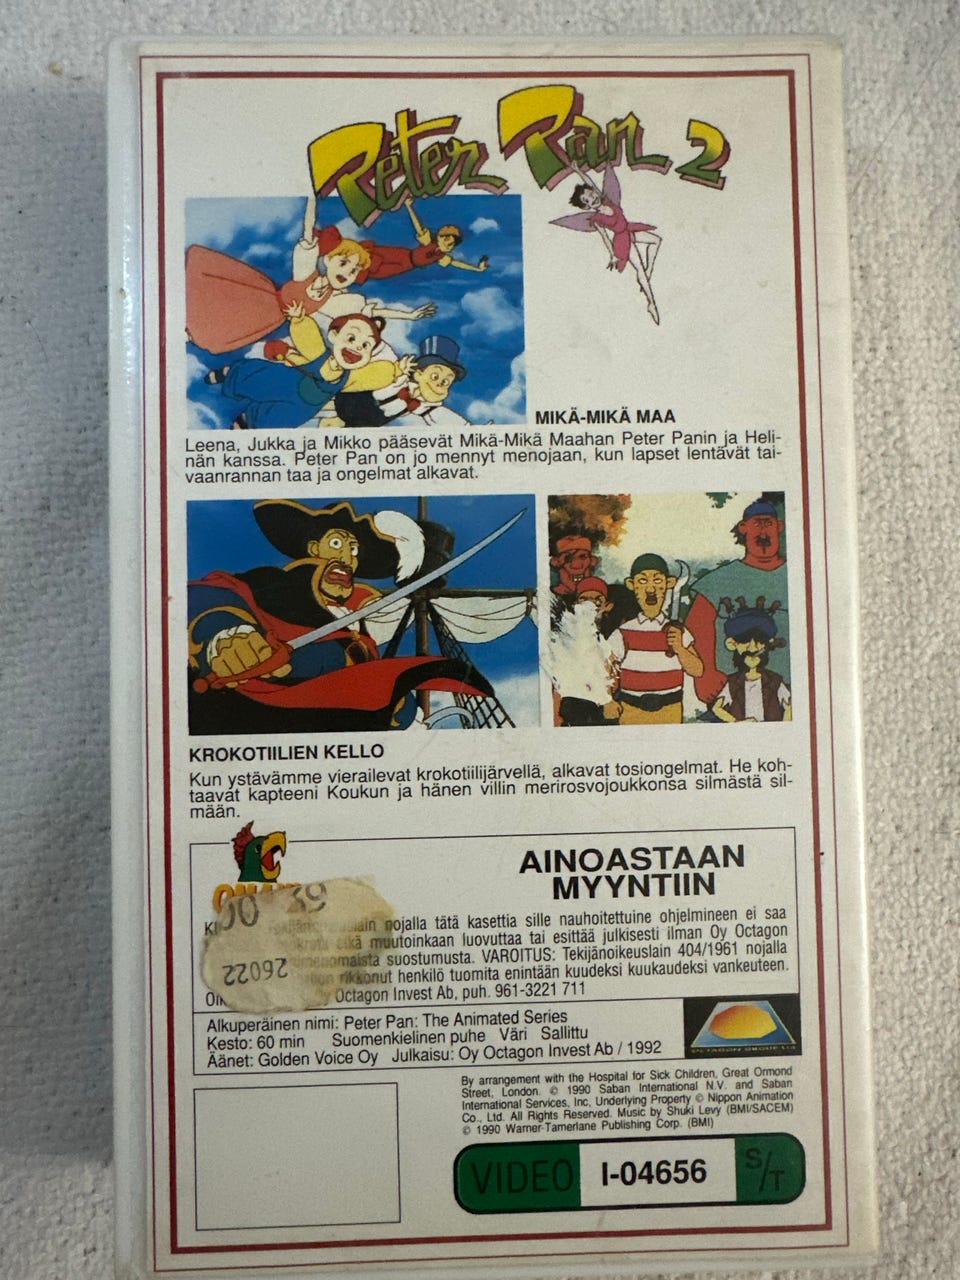 Peter Pan 2
MIKÄ-MIKÄ MAA
Leena, Jukka ja Mikko pääsevät Mikä-Mikä Maahan Peter Panin ja Heli-
nän kanssa. Peter Pan on jo mennyt menojaan, kun lapset lentävät tai-
vaanrannan taa ja ongelmat alkavat.
KROKOTIILIEN KELLO
Kun ystävämme vierailevat krokotiilijärvellä, alkavat tosiongelmat. He koh-
taavat kapteeni Koukun ja hänen villin merirosvojoukkonsa silmästä sil-
mään.
AINOASTAAN
MYYNTIIN
00 39
26022
nojalla tätä kasettia sille nauhoitettuine ohjelmineen ei saa
eikä muutoinkaan luovuttaa tai esittää julkisesti ilman Oy Octagon
suostumusta. VAROITUS: Tekijänoikeuslain 404/1961 nojalla
rikkonut henkilö tuomita enintään kuudeksi kuukaudeksi vankeuteen.
Oy Octagon Invest Ab, puh. 961-3221 711
Alkuperäinen nimi: Peter Pan: The Animated Series
Kesto: 60 min Suomenkielinen puhe Väri Sallittu
Äänet: Golden Voice Oy Julkaisu: Oy Octagon Invest Ab / 1992
OCTAGON GROUP LTD
By arrangement with the Hospital for Sick Children, Great Ormond
Street, London. © 1990 Saban International N.V. and Saban
International Services, Inc, Underlying Property © Nippon Animation
Co., Ltd. All Rights Reserved. Music by Shuki Levy (BMI/SACEM)
© 1990 Warner-Tamerlane Publishing Corp. (BMI)
VIDEO I-04656 S/T